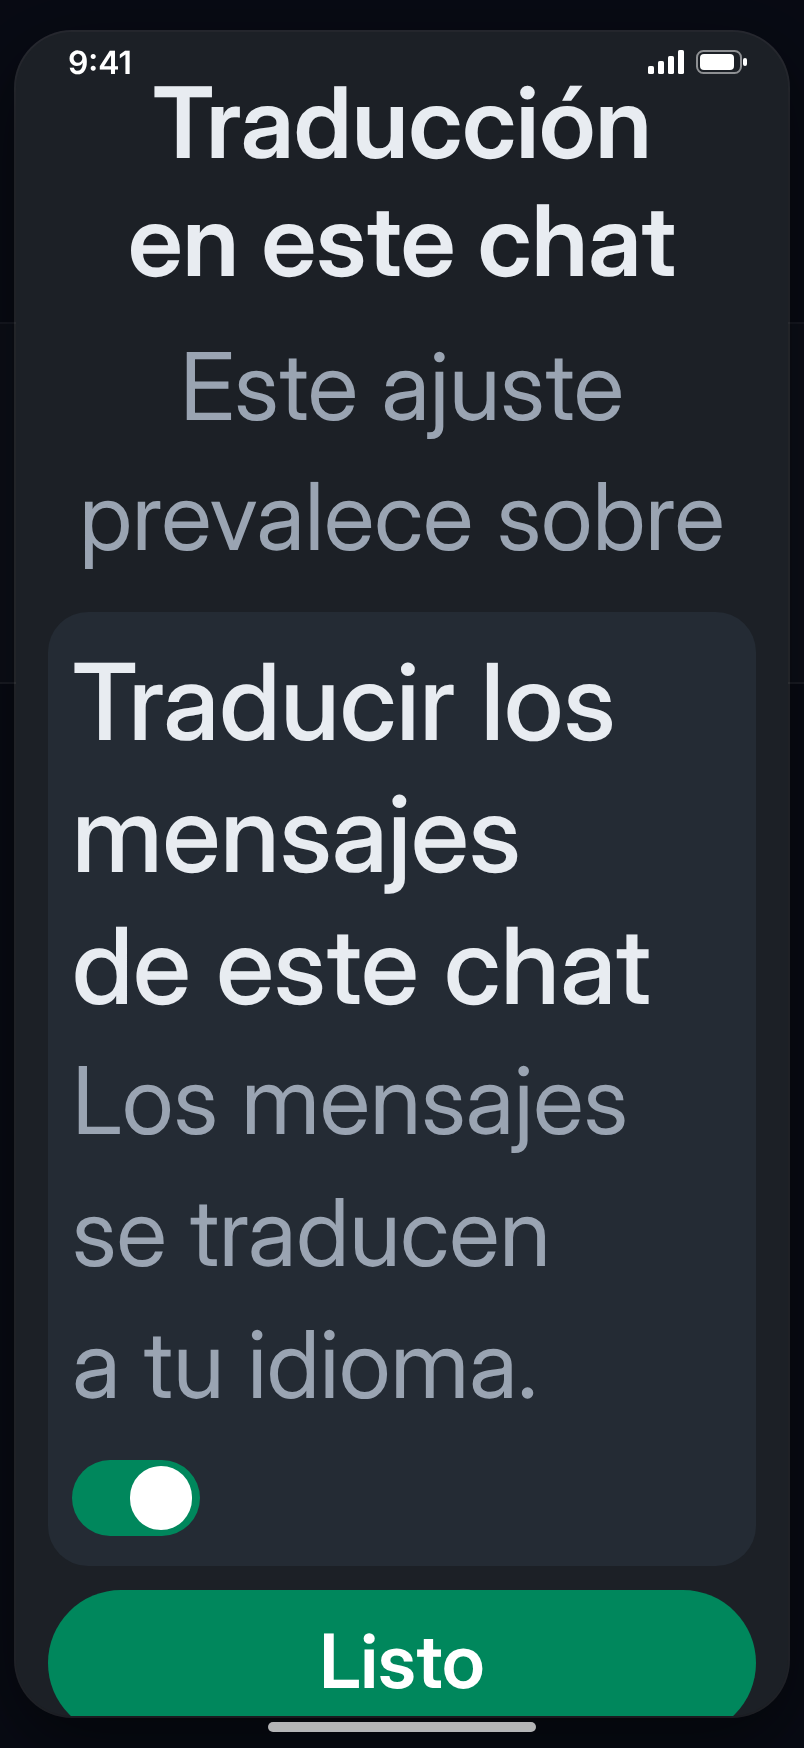 9:41
Traducción
en este chat
Este ajuste
prevalece sobre
Traducir los
mensajes
de este chat
Los mensajes
se traducen
a tu idioma.
Listo